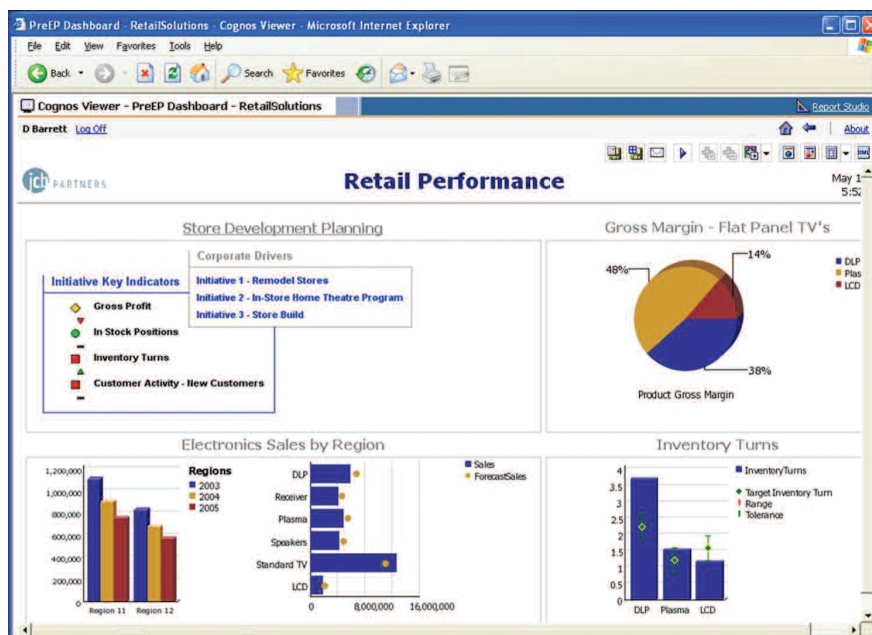 PreEP Dashboard - RetailSolutions - Cognos Viewer - Microsoft Internet Explorer
File Edit View Favorites Tools Help
Back Search Favorites
Cognos Viewer - PreEP Dashboard - RetailSolutions
Report Studio
D Barrett Log Off
About
jcb PARTNERS
Retail Performance
May 1
5:52
Store Development Planning
Corporate Drivers
Initiative Key Indicators
Initiative 1 - Remodel Stores
Initiative 2 - In-Store Home Theatre Program
Initiative 3 - Store Build
Gross Profit
In Stock Positions
Inventory Turns
Customer Activity - New Customers
Gross Margin - Flat Panel TV's
48%
14%
38%
DLP
Plas
LCD
Product Gross Margin
Electronics Sales by Region
1,200,000
1,000,000
800,000
600,000
400,000
200,000
0
Region 11 Region 12
Regions
2003
2004
2005
DLP
Receiver
Plasma
Speakers
Standard TV
LCD
0 8,000,000 16,000,000
Sales
ForecastSales
Inventory Turns
4
3.5
3
2.5
2
1.5
1
0.5
0
DLP Plasma LCD
InventoryTurns
Target Inventory Turn
Range
Tolerance